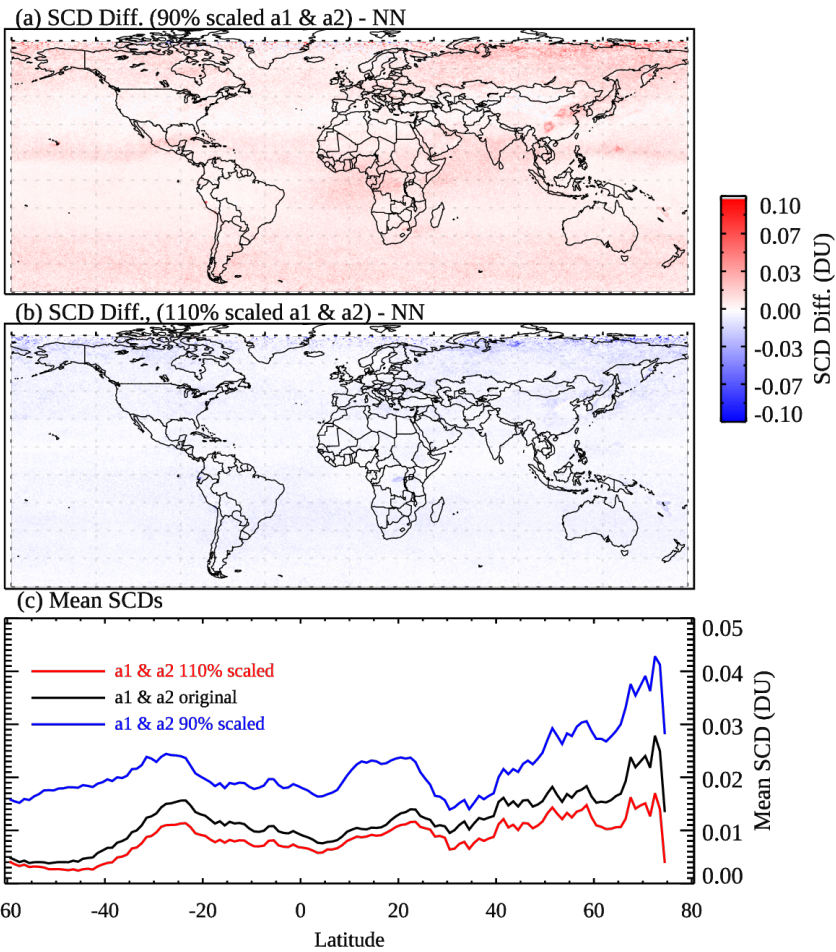 (a) SCD Diff. (90% scaled a1 & a2) - NN
(b) SCD Diff., (110% scaled a1 & a2) - NN
0.10
0.07
0.03
0.00
-0.03
-0.07
-0.10
SCD Diff. (DU)
(c) Mean SCDs
a1 & a2 110% scaled
a1 & a2 original
a1 & a2 90% scaled
0.05
0.04
0.03
0.02
0.01
0.00
Mean SCD (DU)
60 -40 -20 0 20 40 60 80
Latitude